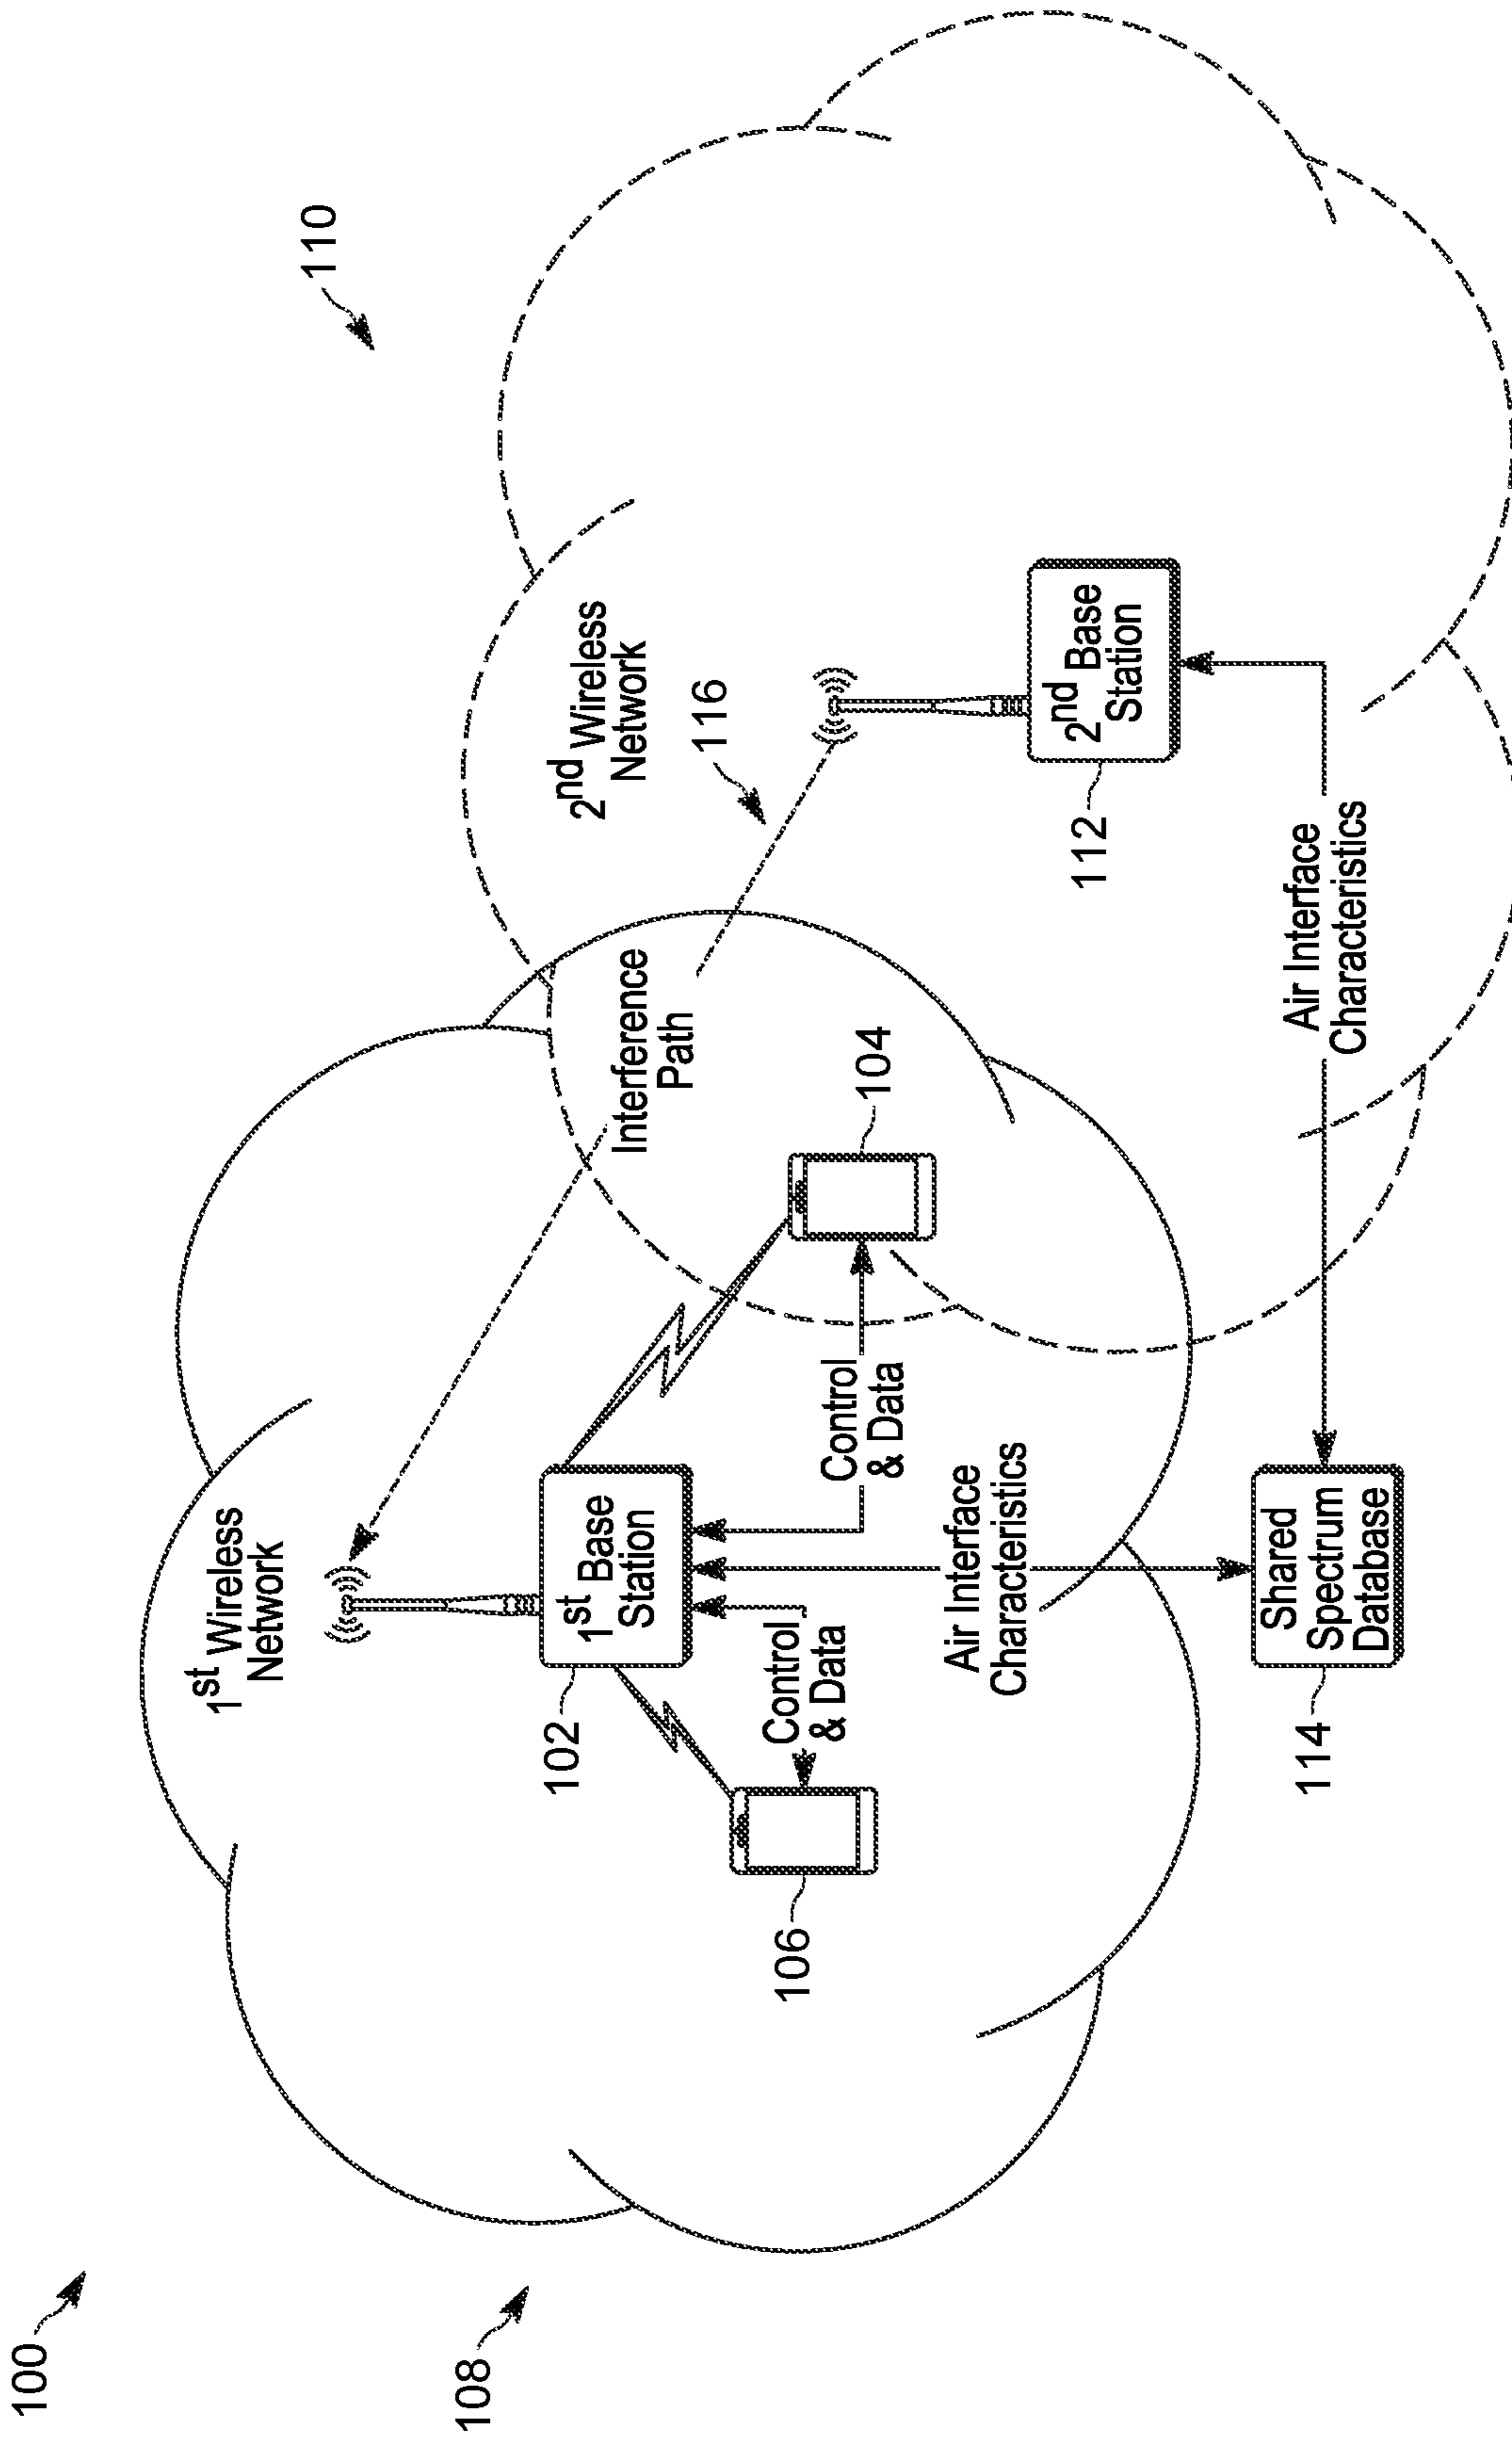 100
108
110
1st Wireless
Network
2nd Wireless
Network
116
Interference
Path
102
1st Base
Station
106
Control
& Data
Control
& Data
104
112
2nd Base
Station
Air Interface
Characteristics
Air Interface
Characteristics
114
Shared
Spectrum
Database